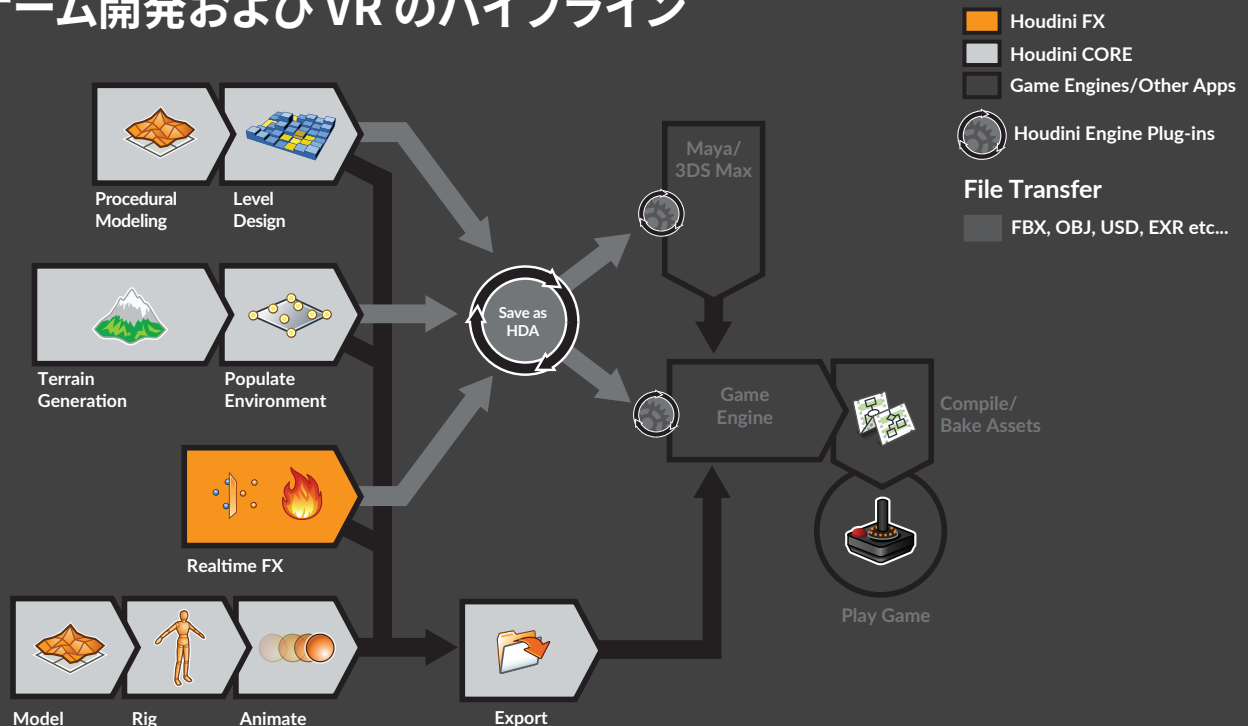 ゲーム開発および VR のパイプライン
Houdini FX
Houdini CORE
Game Engines/Other Apps
Houdini Engine Plug-ins
File Transfer
FBX, OBJ, USD, EXR etc...
Procedural
Modeling
Level
Design
Maya/
3DS Max
Save as
HDA
Terrain
Generation
Populate
Environment
Game
Engine
Compile/
Bake Assets
Realtime FX
Play Game
Model
Rig
Animate
Export